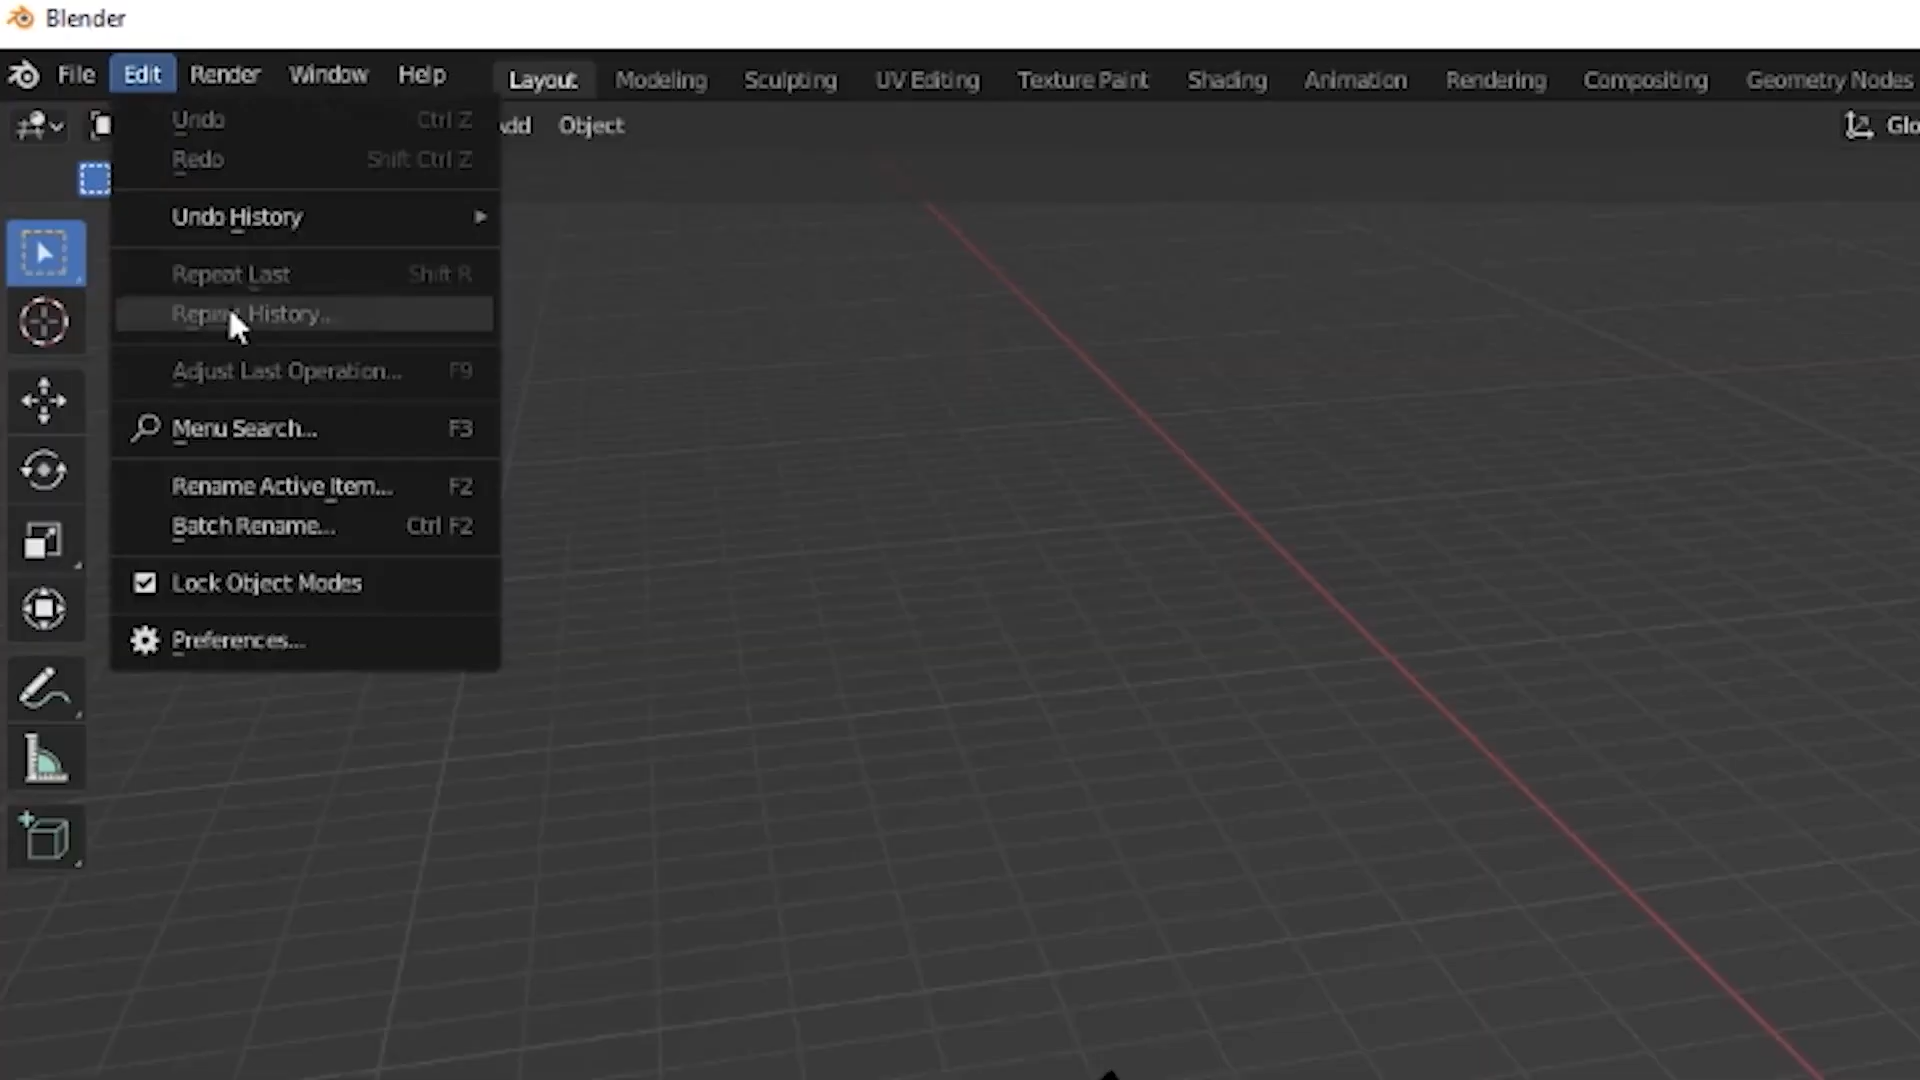 Blender
File Edit Render Window Help Layout Modeling Sculpting UV Editing Texture Paint Shading Animation Rendering Compositing Geometry Nodes
Object
Undo Ctrl Z
Redo Shift Ctrl Z
Undo History
Repeat Last Shift R
History...
Adjust Last Operation... F9
Menu Search... F3
Rename Active Item... F2
Batch Rename... Ctrl F2
Lock Object Modes
Preferences...